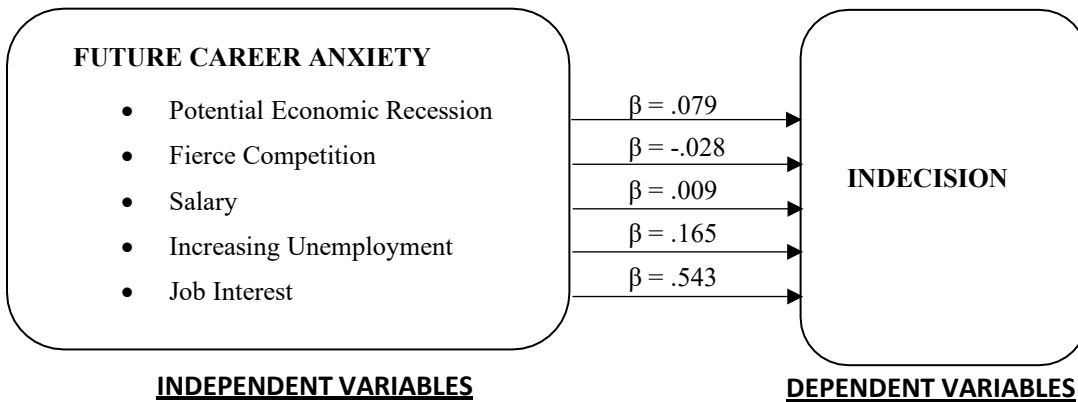 FUTURE CAREER ANXIETY
• Potential Economic Recession
• Fierce Competition
• Salary
• Increasing Unemployment
• Job Interest
β = .079
β = -.028
β = .009
β = .165
β = .543
INDECISION
INDEPENDENT VARIABLES
DEPENDENT VARIABLES